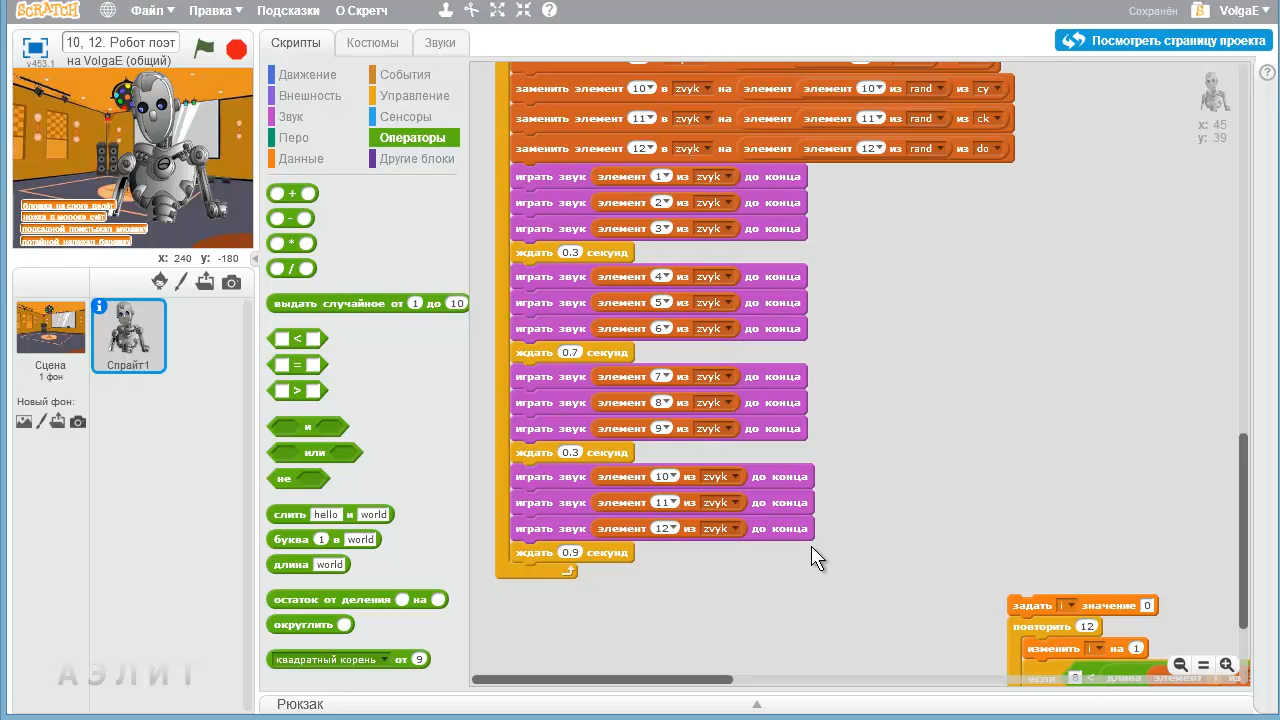 SCRATCH Файл Правка Подсказки О Скретч Сохранён VolgaE
v453.1 10, 12. Робот поэт на VolgaE (общий)
Скрипты Костюмы Звуки
Посмотреть страницу проекта
Движение События
Внешность Управление
Звук Сенсоры
Перо Операторы
Данные Другие блоки
+
-
*
/
выдать случайное от 1 до 10
<
=
>
и
или
не
слить hello и world
буква 1 в world
длина world
остаток от деления на
округлить
квадратный корень от 9
заменить элемент 10 в zvyk на элемент элемент 10 из rand из cy
заменить элемент 11 в zvyk на элемент элемент 11 из rand из ck
заменить элемент 12 в zvyk на элемент элемент 12 из rand из do
играть звук элемент 1 из zvyk до конца
играть звук элемент 2 из zvyk до конца
играть звук элемент 3 из zvyk до конца
ждать 0.3 секунд
играть звук элемент 4 из zvyk до конца
играть звук элемент 5 из zvyk до конца
играть звук элемент 6 из zvyk до конца
ждать 0.7 секунд
играть звук элемент 7 из zvyk до конца
играть звук элемент 8 из zvyk до конца
играть звук элемент 9 из zvyk до конца
ждать 0.3 секунд
играть звук элемент 10 из zvyk до конца
играть звук элемент 11 из zvyk до конца
играть звук элемент 12 из zvyk до конца
ждать 0.9 секунд
задать i значение 0
повторить 12
изменить i на 1
если 8 < длина элемент i из
x: 45
y: 39
x: 240 y: -180
Сцена
1 фон
Спрайт1
Новый фон:
АЭЛИТ
Рюкзак